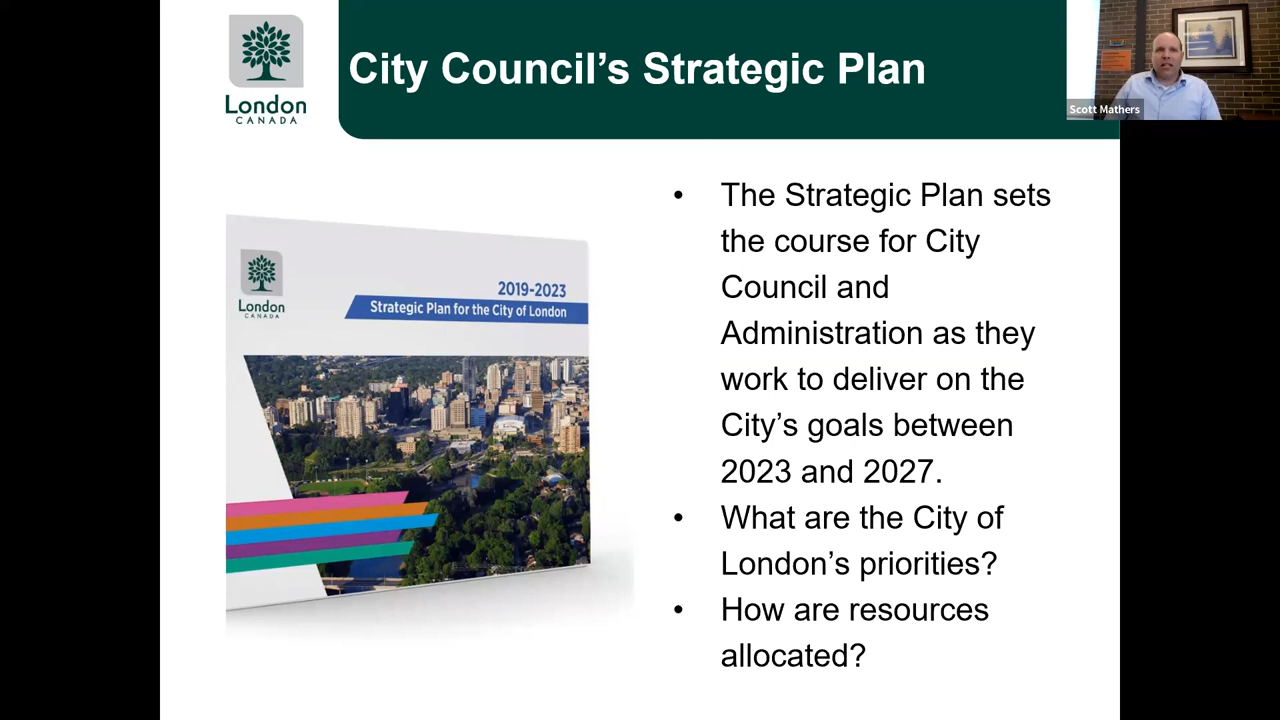 London
CANADA
City Council’s Strategic Plan
Scott Mathers
London
CANADA
2019-2023
Strategic Plan for the City of London
• The Strategic Plan sets
the course for City
Council and
Administration as they
work to deliver on the
City’s goals between
2023 and 2027.
• What are the City of
London’s priorities?
• How are resources
allocated?